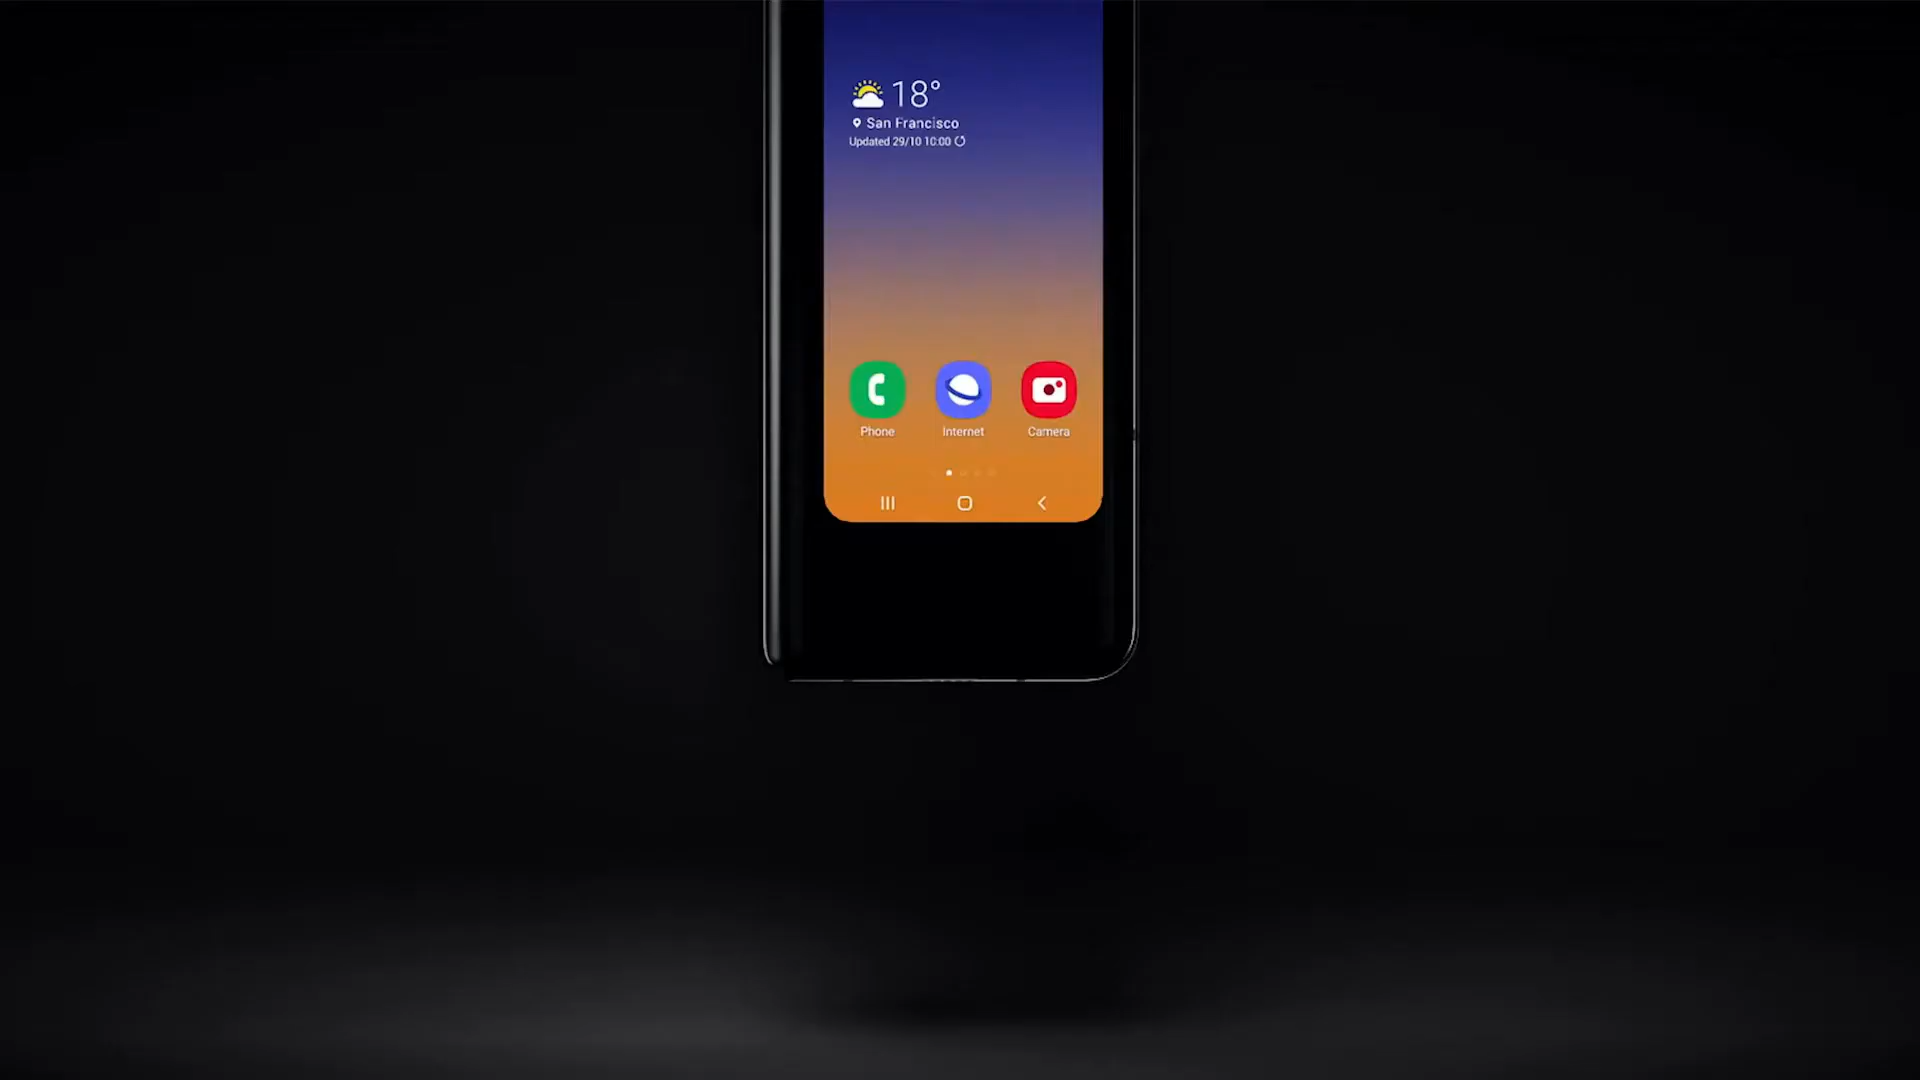 18°
San Francisco
Updated 29/10 10:00
Phone
Internet
Camera